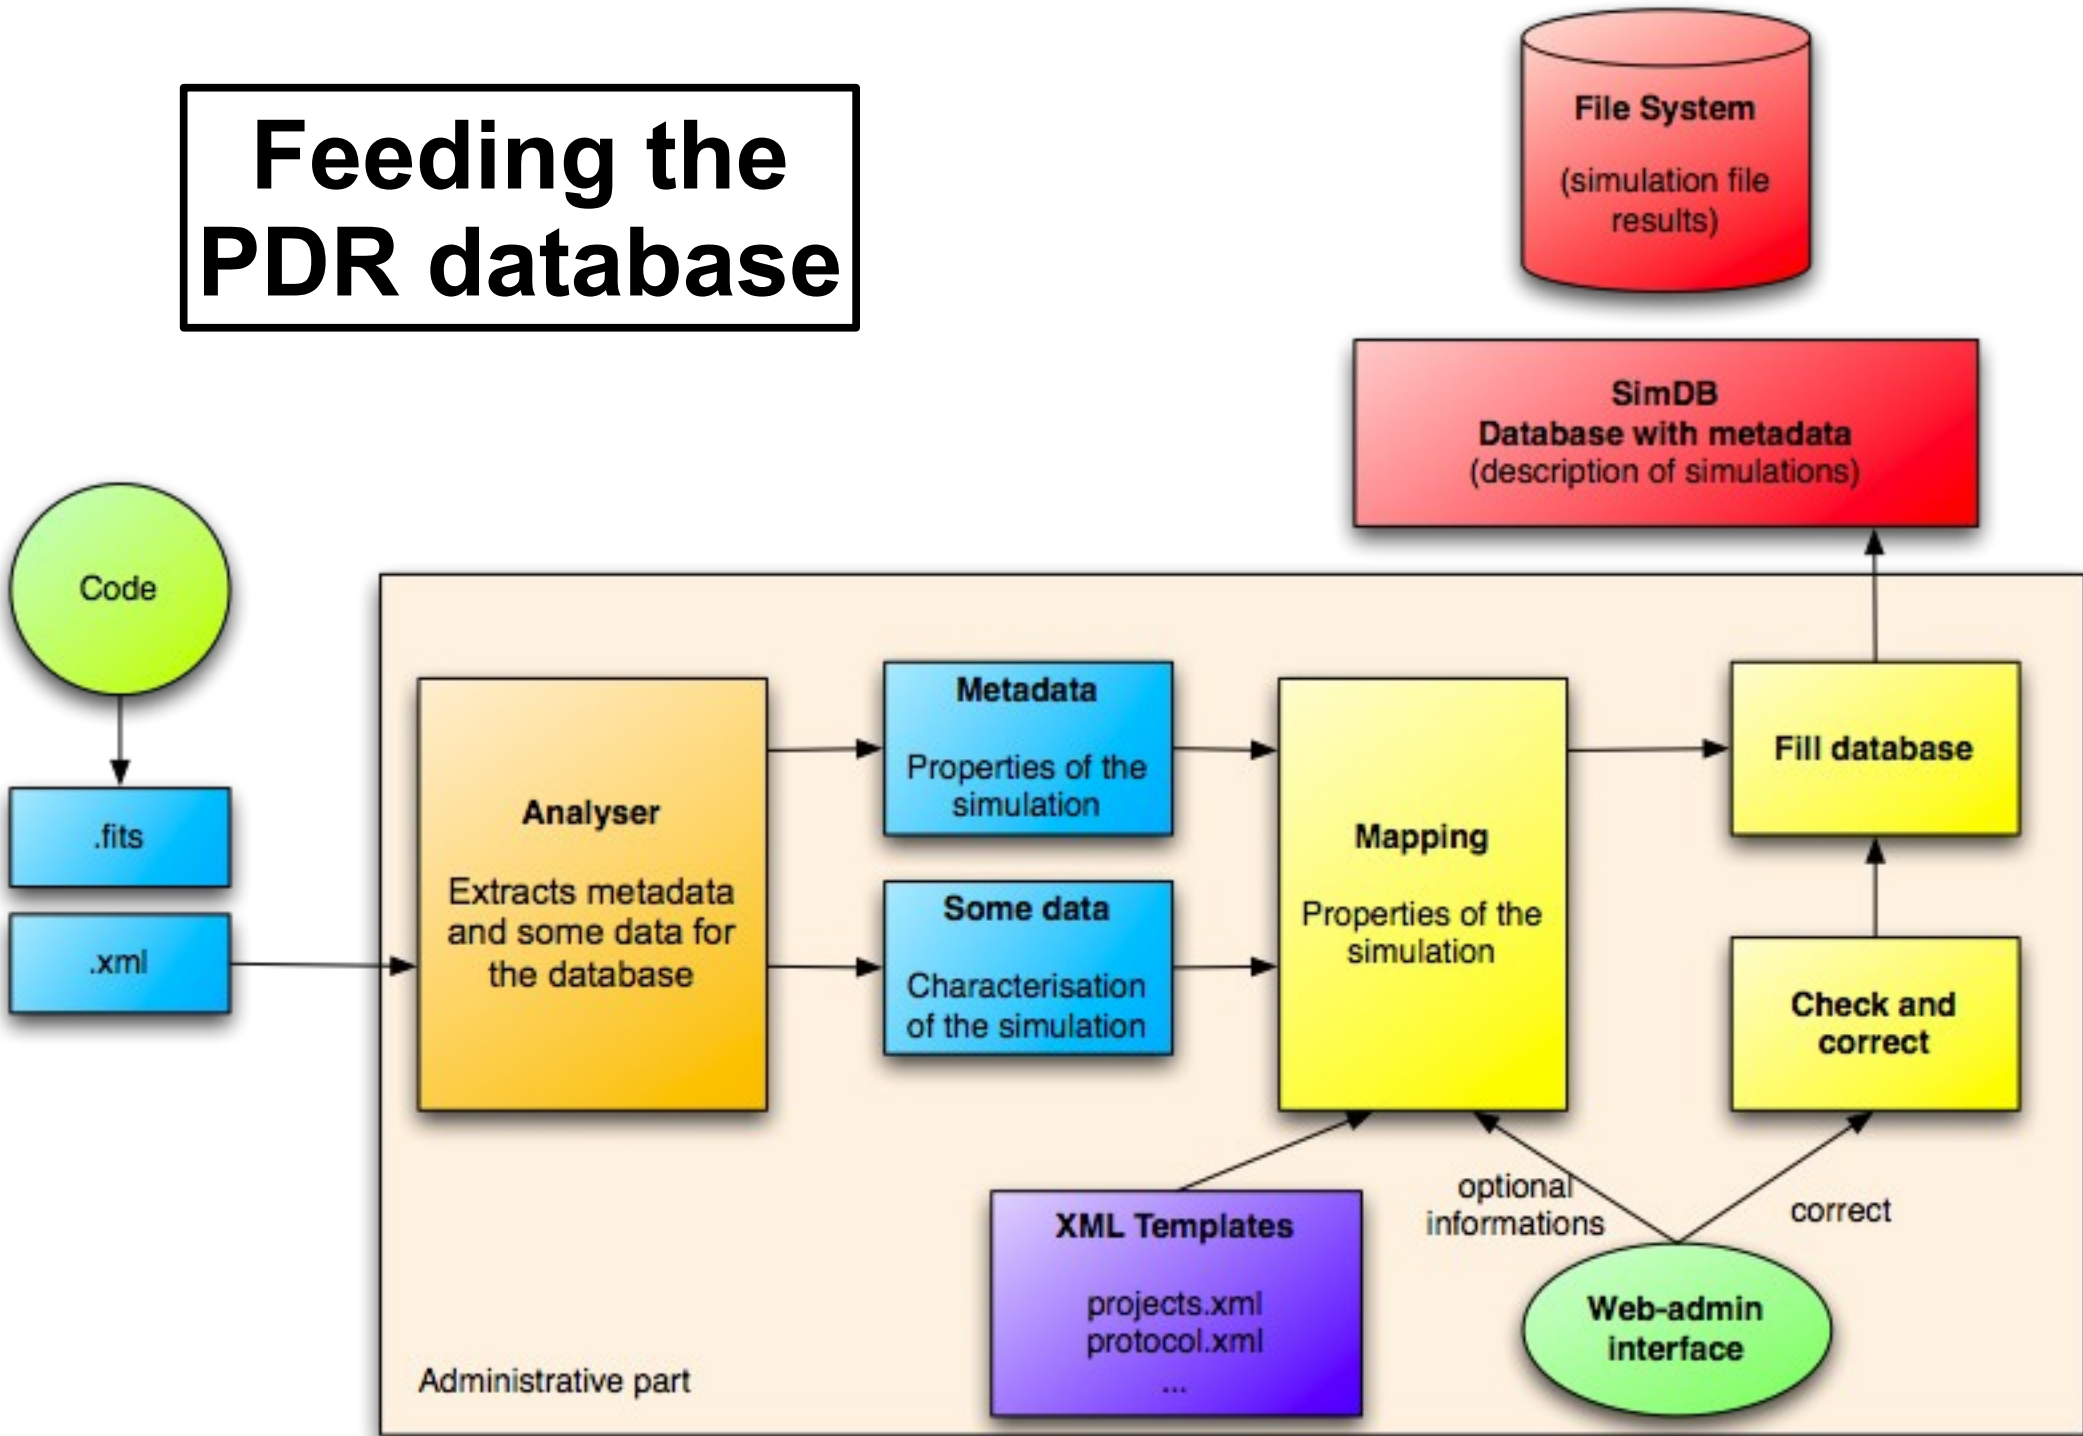 Feeding the
PDR database
File System
(simulation file
results)
SimDB
Database with metadata
(description of simulations)
Code
.fits
.xml
Analyser
Extracts metadata
and some data for
the database
Metadata
Properties of the
simulation
Some data
Characterisation
of the simulation
Mapping
Properties of the
simulation
Fill database
Check and
correct
XML Templates
projects.xml
protocol.xml
...
optional
informations
correct
Web-admin
interface
Administrative part